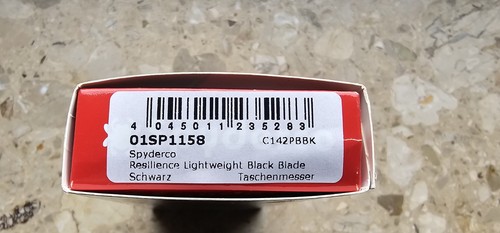 4 045011 235283
01SP1158 C142PBBK
Spyderco
Resilience Lightweight Black Blade
Schwarz Taschenmesser